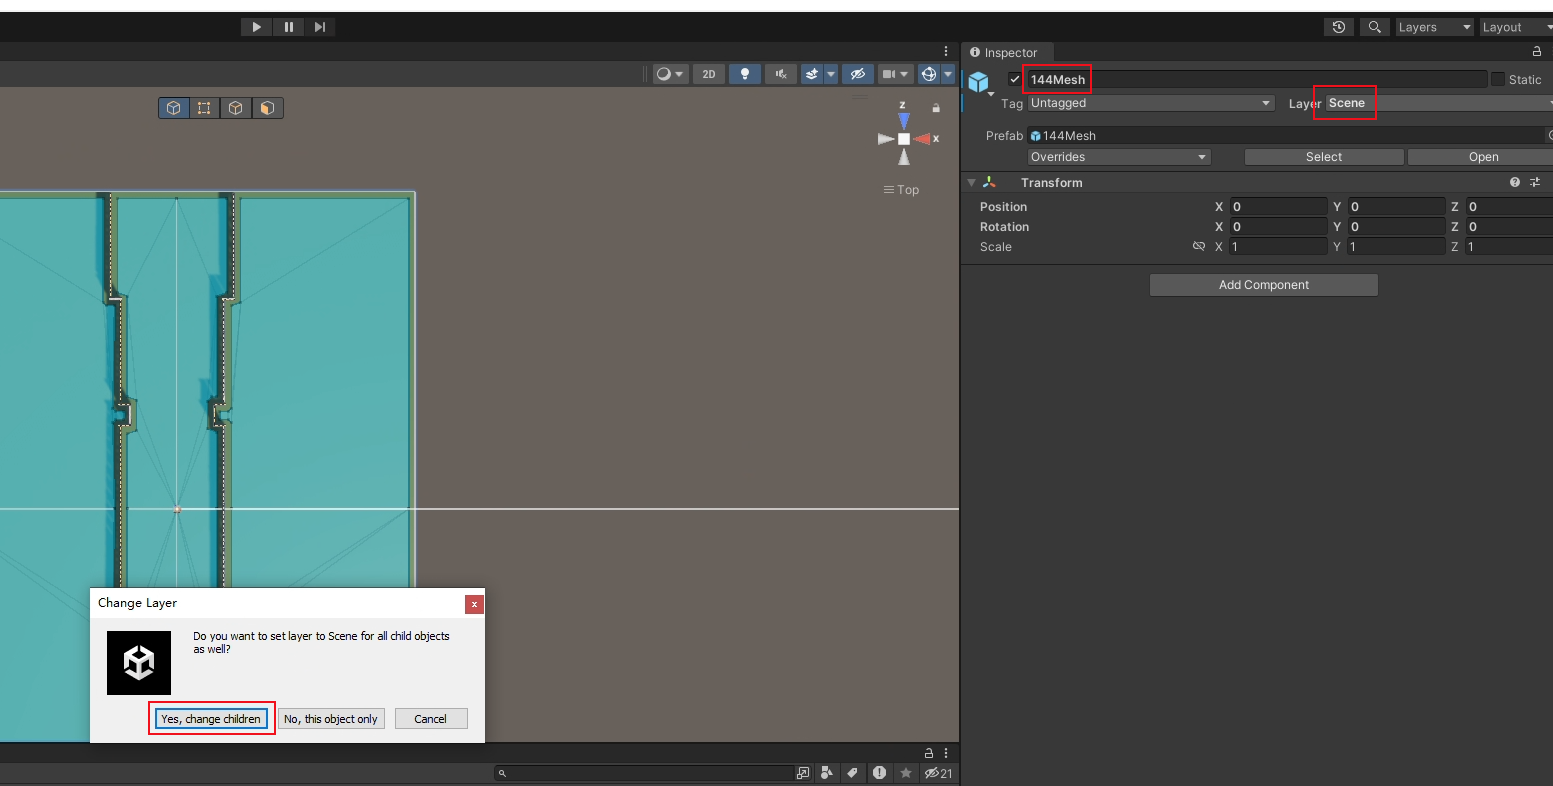 Layers
Layout
Inspector
2D
144Mesh
Static
Tag Untagged
Layer Scene
Prefab 144Mesh
Overrides
Select
Open
z
x
Top
Transform
Position X 0 Y 0 Z 0
Rotation X 0 Y 0 Z 0
Scale X 1 Y 1 Z 1
Add Component
Change Layer
x
Do you want to set layer to Scene for all child objects
as well?
Yes, change children
No, this object only
Cancel
21